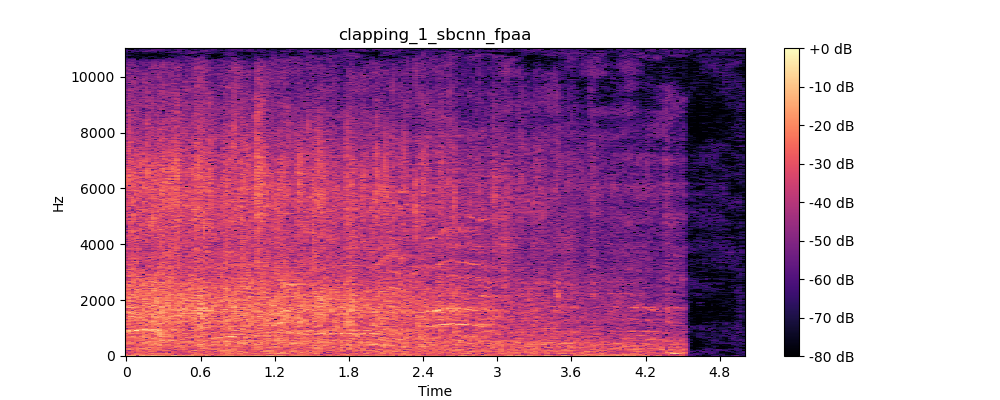 clapping_1_sbcnn_fpaa
Hz
10000
8000
6000
4000
2000
0
0 0.6 1.2 1.8 2.4 3 3.6 4.2 4.8
Time
+0 dB
-10 dB
-20 dB
-30 dB
-40 dB
-50 dB
-60 dB
-70 dB
-80 dB